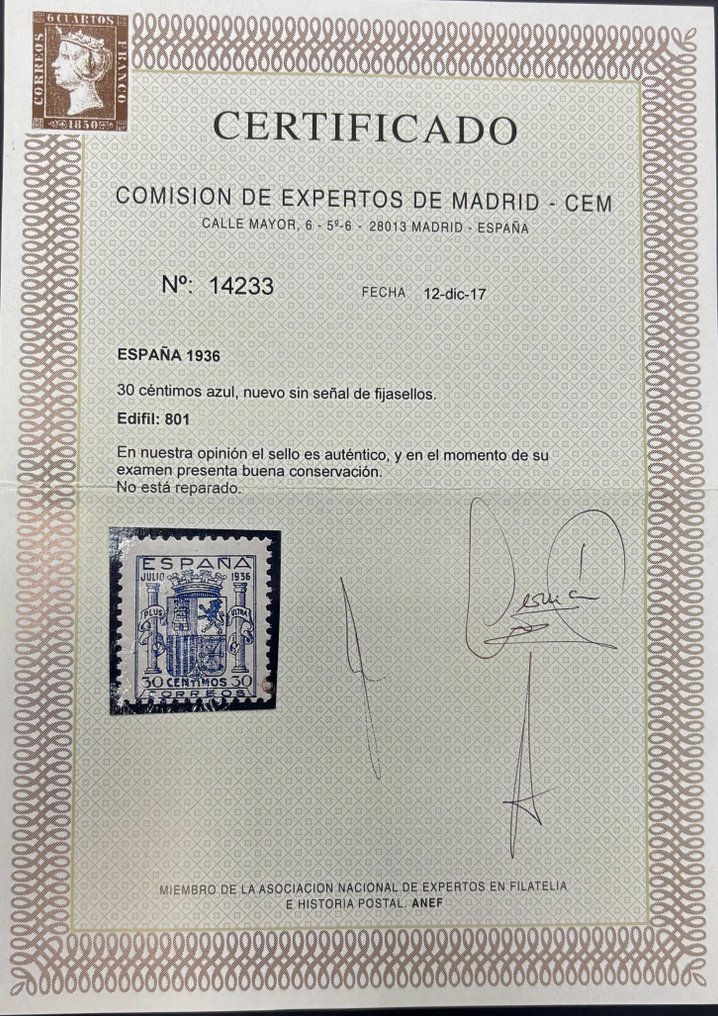 6 CUARTOS
CORREOS
FRANCO
1850
CERTIFICADO
COMISION DE EXPERTOS DE MADRID - CEM
CALLE MAYOR, 6 - 5º-6 - 28013 MADRID - ESPAÑA
Nº: 14233
FECHA 12-dic-17
ESPAÑA 1936
30 céntimos azul, nuevo sin señal de fijasellos.
Edifil: 801
En nuestra opinión el sello es auténtico, y en el momento de su
examen presenta buena conservación.
No está reparado.
ESPAÑA
JULIO 1936
PLUS ULTRA
30 CENTIMOS 30
CORREOS
MIEMBRO DE LA ASOCIACION NACIONAL DE EXPERTOS EN FILATELIA
E HISTORIA POSTAL. ANEF